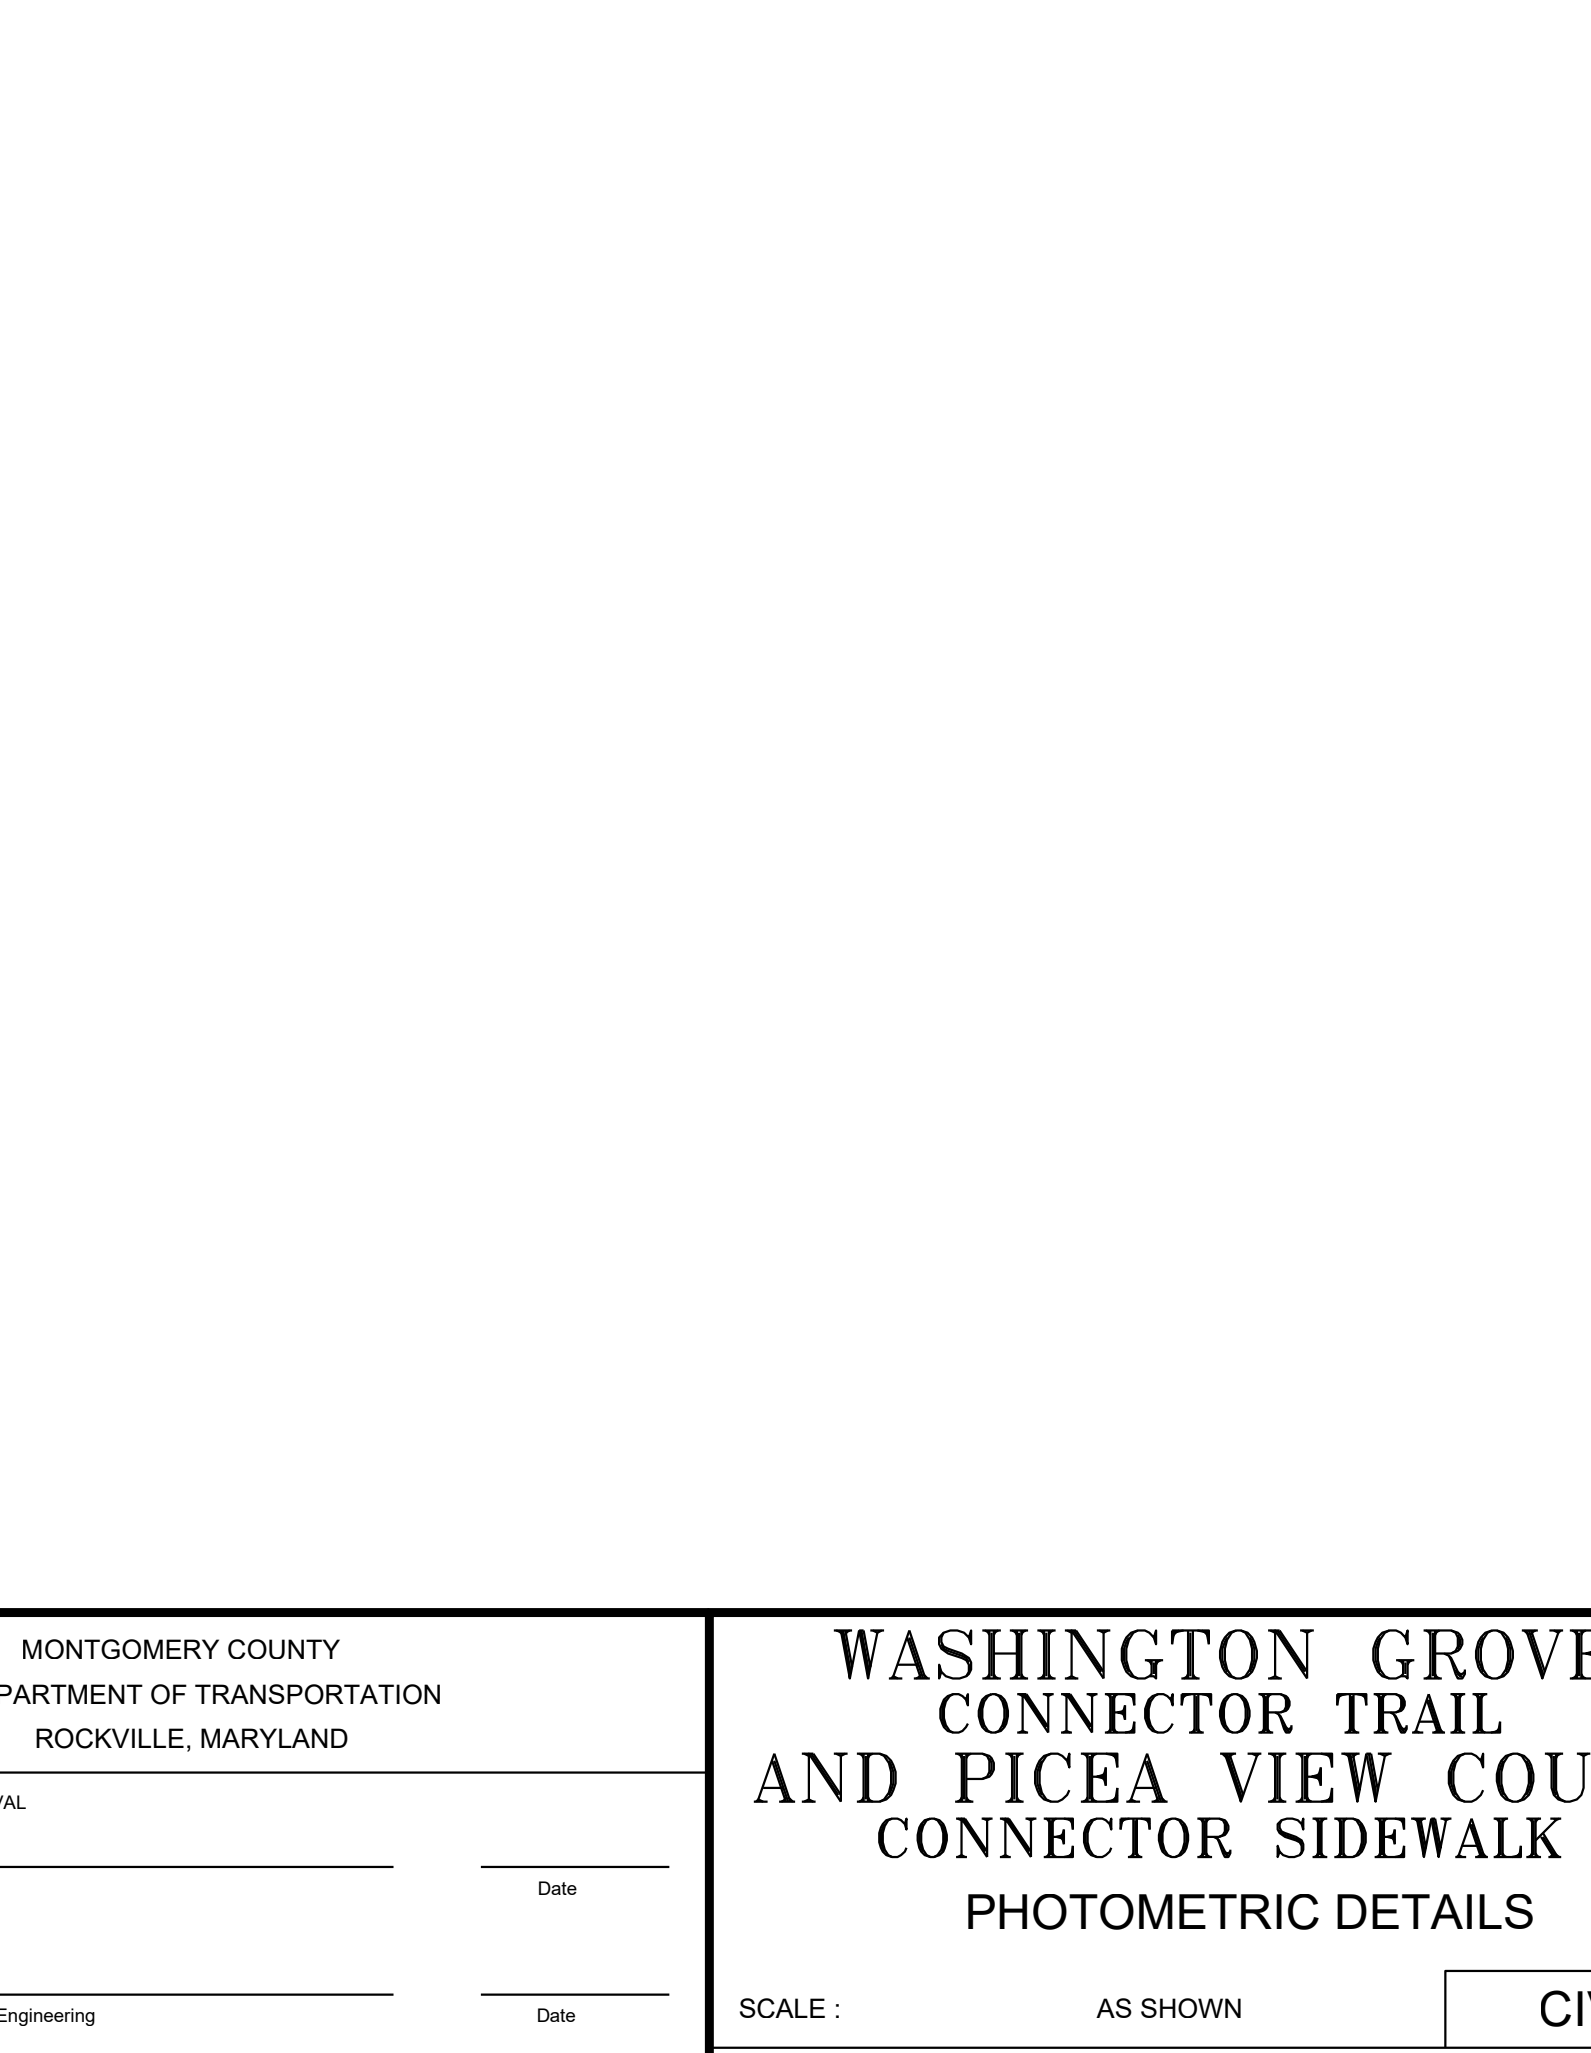 MONTGOMERY COUNTY
PARTMENT OF TRANSPORTATION
ROCKVILLE, MARYLAND
VAL
Date
Engineering
Date
WASHINGTON GROVE
CONNECTOR TRAIL
AND PICEA VIEW COU
CONNECTOR SIDEWALK
PHOTOMETRIC DETAILS
SCALE : AS SHOWN
CIV